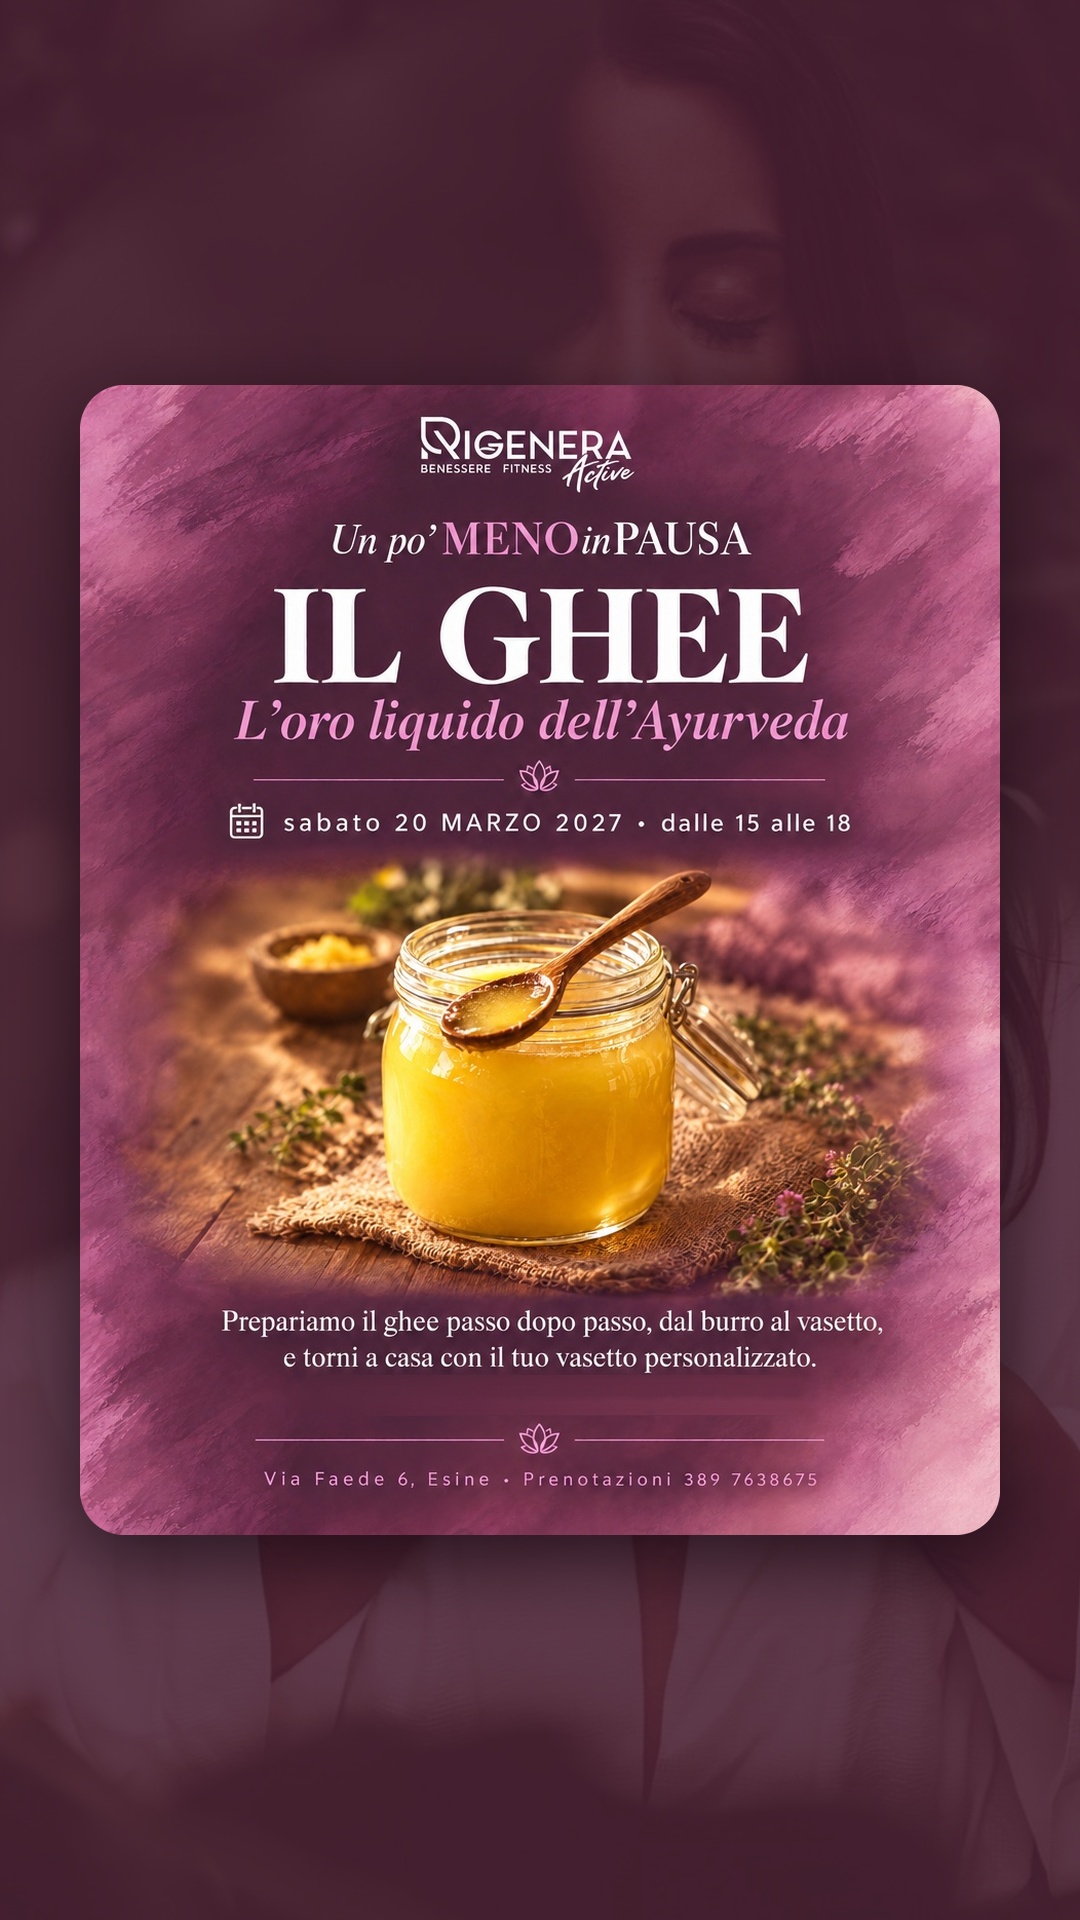 RIGENERA
BENESSERE FITNESS Active
Un po’ MENO in PAUSA
IL GHEE
L’oro liquido dell’Ayurveda
sabato 20 MARZO 2027 • dalle 15 alle 18
Prepariamo il ghee passo dopo passo, dal burro al vasetto,
e torni a casa con il tuo vasetto personalizzato.
Via Faede 6, Esine • Prenotazioni 389 7638675